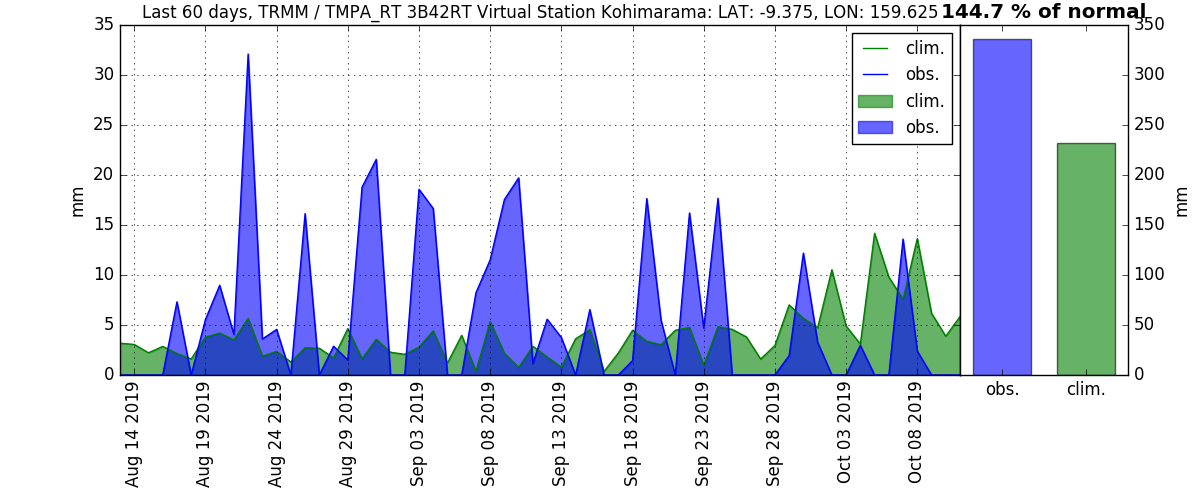 Last 60 days, TRMM / TMPA_RT 3B42RT Virtual Station Kohimarama: LAT: -9.375, LON: 159.625
144.7 % of normal
35
30
25
20
15
10
5
0
mm
clim.
obs.
clim.
obs.
350
300
250
200
150
100
50
0
mm
obs.
clim.
Aug 14 2019
Aug 19 2019
Aug 24 2019
Aug 29 2019
Sep 03 2019
Sep 08 2019
Sep 13 2019
Sep 18 2019
Sep 23 2019
Sep 28 2019
Oct 03 2019
Oct 08 2019